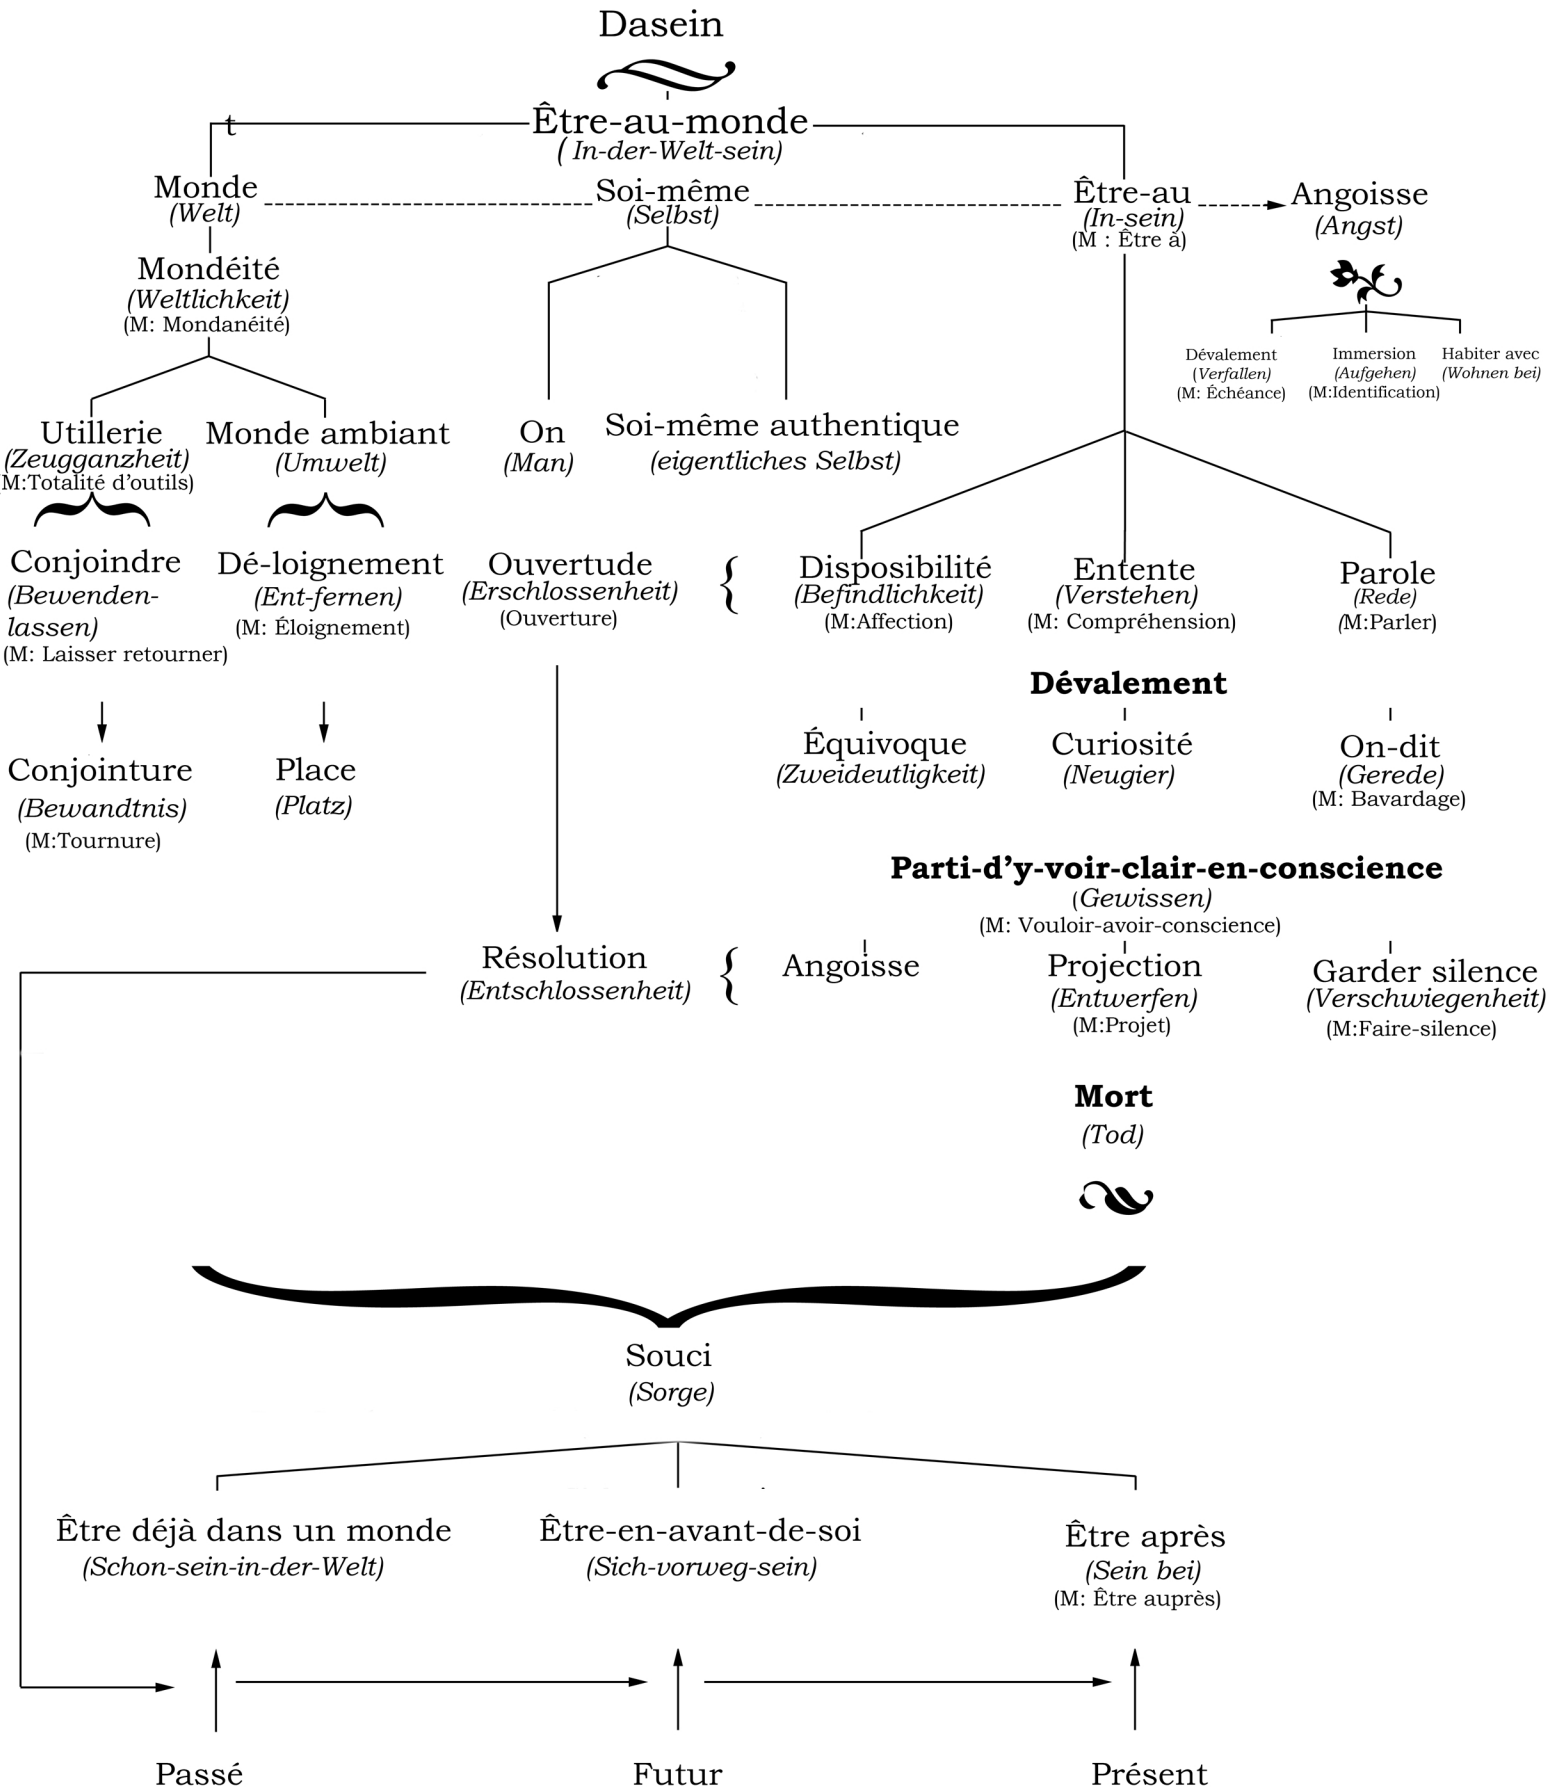 Dasein
t
Être-au-monde
( In-der-Welt-sein)
Monde
(Welt)
Soi-même
(Selbst)
Être-au
(In-sein)
(M : Être à)
Angoisse
(Angst)
Mondéité
(Weltlichkeit)
(M: Mondanéité)
Dévalement
(Verfallen)
(M: Échéance)
Immersion
(Aufgehen)
(M:Identification)
Habiter avec
(Wohnen bei)
Utillerie
(Zeugganzheit)
(M:Totalité d’outils)
Monde ambiant
(Umwelt)
On
(Man)
Soi-même authentique
(eigentliches Selbst)
Conjoindre
(Bewenden-
lassen)
(M: Laisser retourner)
Dé-loignement
(Ent-fernen)
(M: Éloignement)
Ouvertude
(Erschlossenheit)
(Ouverture)
{
Disposibilité
(Befindlichkeit)
(M:Affection)
Entente
(Verstehen)
(M: Compréhension)
Parole
(Rede)
(M:Parler)
Dévalement
Conjointure
(Bewandtnis)
(M:Tournure)
Place
(Platz)
Équivoque
(Zweideutligkeit)
Curiosité
(Neugier)
On-dit
(Gerede)
(M: Bavardage)
Parti-d’y-voir-clair-en-conscience
(Gewissen)
(M: Vouloir-avoir-conscience)
Résolution
(Entschlossenheit)
{
Angoisse
Projection
(Entwerfen)
(M:Projet)
Garder silence
(Verschwiegenheit)
(M:Faire-silence)
Mort
(Tod)
Souci
(Sorge)
Être déjà dans un monde
(Schon-sein-in-der-Welt)
Être-en-avant-de-soi
(Sich-vorweg-sein)
Être après
(Sein bei)
(M: Être auprès)
Passé
Futur
Présent